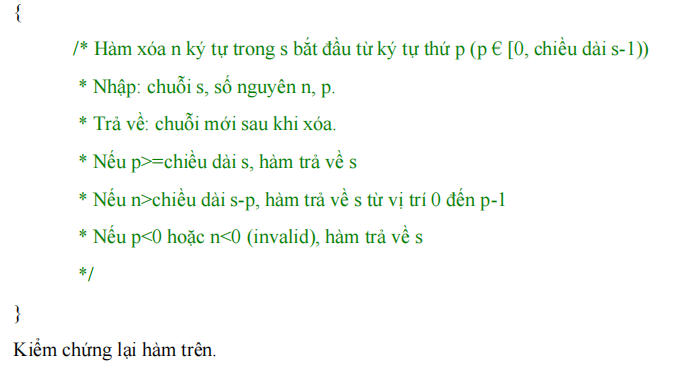 {
/* Hàm xóa n ký tự trong s bắt đầu từ ký tự thứ p (p € [0, chiều dài s-1))
* Nhập: chuỗi s, số nguyên n, p.
* Trả về: chuỗi mới sau khi xóa.
* Nếu p>=chiều dài s, hàm trả về s
* Nếu n>chiều dài s-p, hàm trả về s từ vị trí 0 đến p-1
* Nếu p<0 hoặc n<0 (invalid), hàm trả về s
*/
}
Kiểm chứng lại hàm trên.